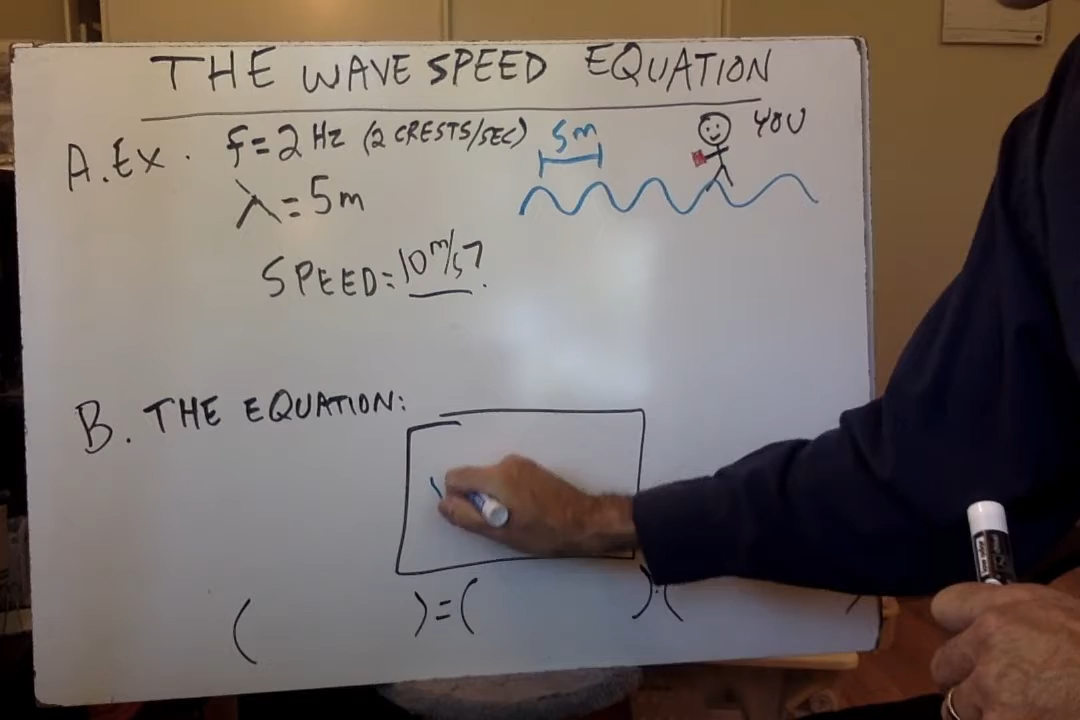 THE WAVE SPEED EQUATION
A. Ex. f=2 Hz (2 CRESTS/SEC)
5m
YOU
λ=5m
SPEED=10 m/s?
B. THE EQUATION:
( )=( )·( )